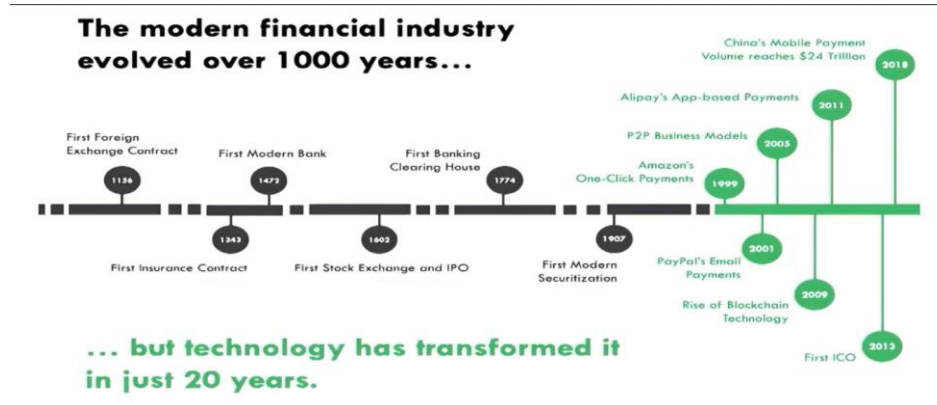 The modern financial industry
evolved over 1000 years...
First Foreign
Exchange Contract
1156
First Insurance Contract
1343
First Modern Bank
1472
First Stock Exchange and IPO
1602
First Banking
Clearing House
1774
First Modern
Securitization
1907
Amazon's
One-Click Payments
1999
PayPal's Email
Payments
2001
P2P Business Models
2005
Rise of Blockchain
Technology
2009
Alipay's App-based Payments
2011
First ICO
2013
China's Mobile Payment
Volume reaches $24 Trillion
2018
... but technology has transformed it
in just 20 years.